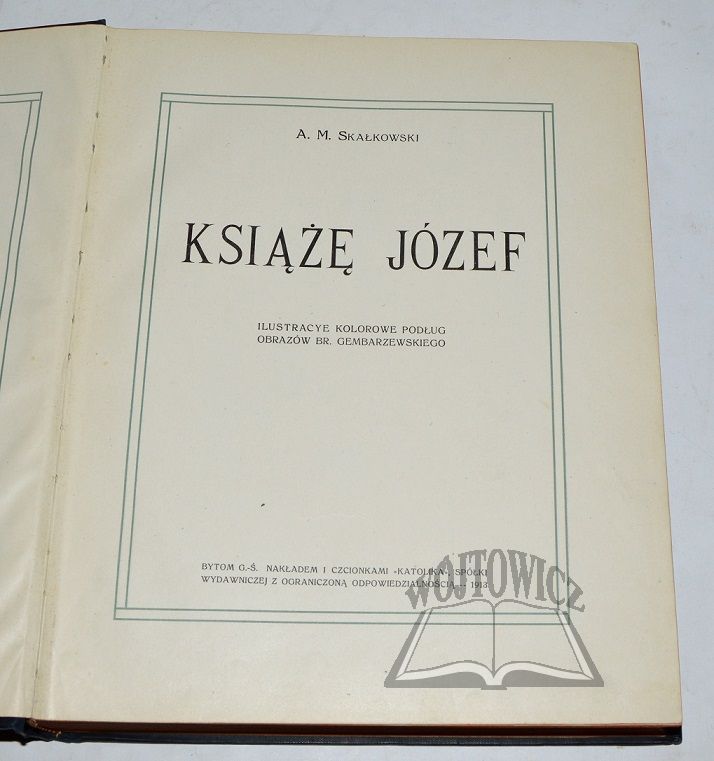 A. M. SKAŁKOWSKI
KSIĄŻĘ JÓZEF
ILUSTRACYE KOLOROWE PODŁUG
OBRAZÓW BR. GEMBARZEWSKIEGO
BYTOM G.-Ś. NAKŁADEM I CZCIONKAMI »KATOLIKA«, SPÓŁKI
WYDAWNICZEJ Z OGRANICZONĄ ODPOWIEDZIALNOŚCIĄ — 1913
WÓJTOWICZ